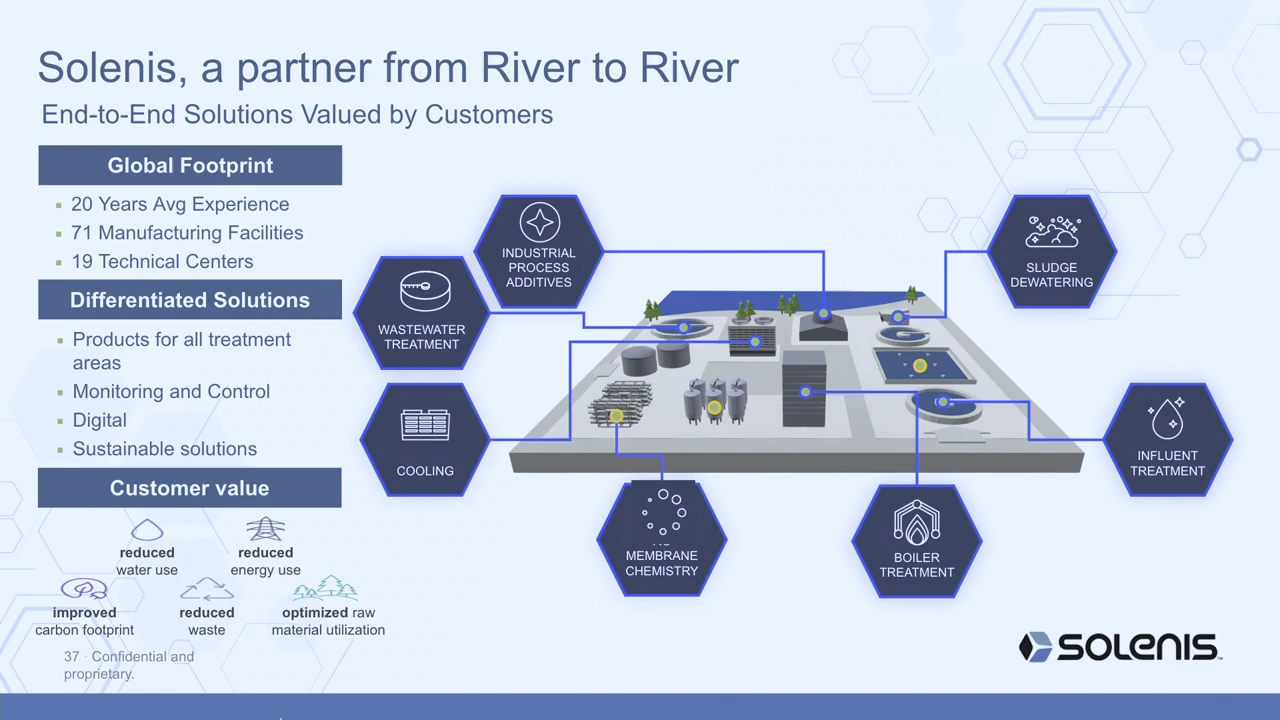 Solenis, a partner from River to River
End-to-End Solutions Valued by Customers
Global Footprint
20 Years Avg Experience
71 Manufacturing Facilities
19 Technical Centers
Differentiated Solutions
Products for all treatment
areas
Monitoring and Control
Digital
Sustainable solutions
Customer value
reduced
water use
reduced
energy use
improved
carbon footprint
reduced
waste
optimized raw
material utilization
INDUSTRIAL
PROCESS
ADDITIVES
WASTEWATER
TREATMENT
COOLING
MEMBRANE
CHEMISTRY
BOILER
TREATMENT
SLUDGE
DEWATERING
INFLUENT
TREATMENT
37 · Confidential and
proprietary.
SOLENIS™